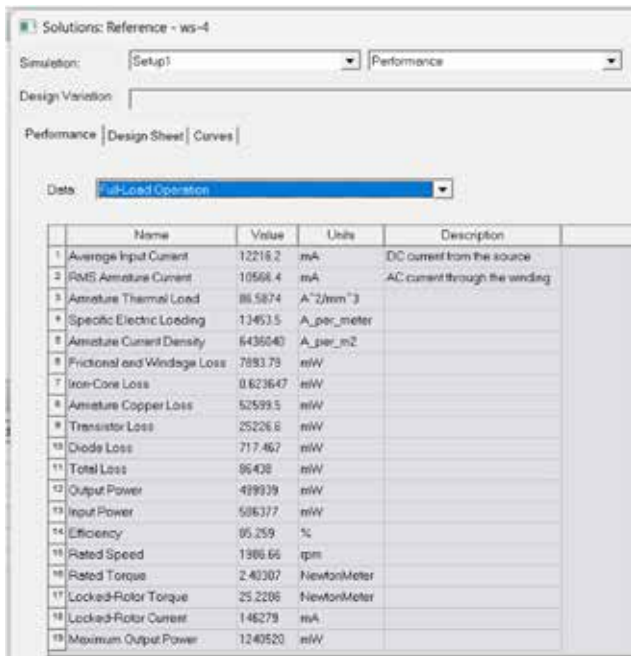 Solutions: Reference - ws-4
Simulation: Setup1 Performance
Design Variation
Performance Design Sheet Curves
Data: Full-Load Operation
Name Value Units Description
1 Average Input Current 12216.2 mA DC current from the source
2 RMS Armature Current 10566.4 mA AC current through the winding
3 Armature Thermal Load 86.5874 A^2/mm^3
4 Specific Electric Loading 13453.5 A_per_meter
5 Armature Current Density 6436040 A_per_m2
6 Frictional and Windage Loss 7893.79 mW
7 Iron-Core Loss 0.623647 mW
8 Armature Copper Loss 52599.5 mW
9 Transistor Loss 25226.6 mW
10 Diode Loss 717.467 mW
11 Total Loss 86438 mW
12 Output Power 499939 mW
13 Input Power 586377 mW
14 Efficiency 85.259 %
15 Rated Speed 1986.66 rpm
16 Rated Torque 2.40307 NewtonMeter
17 Locked-Rotor Torque 25.2286 NewtonMeter
18 Locked-Rotor Current 146279 mA
19 Maximum Output Power 1240520 mW